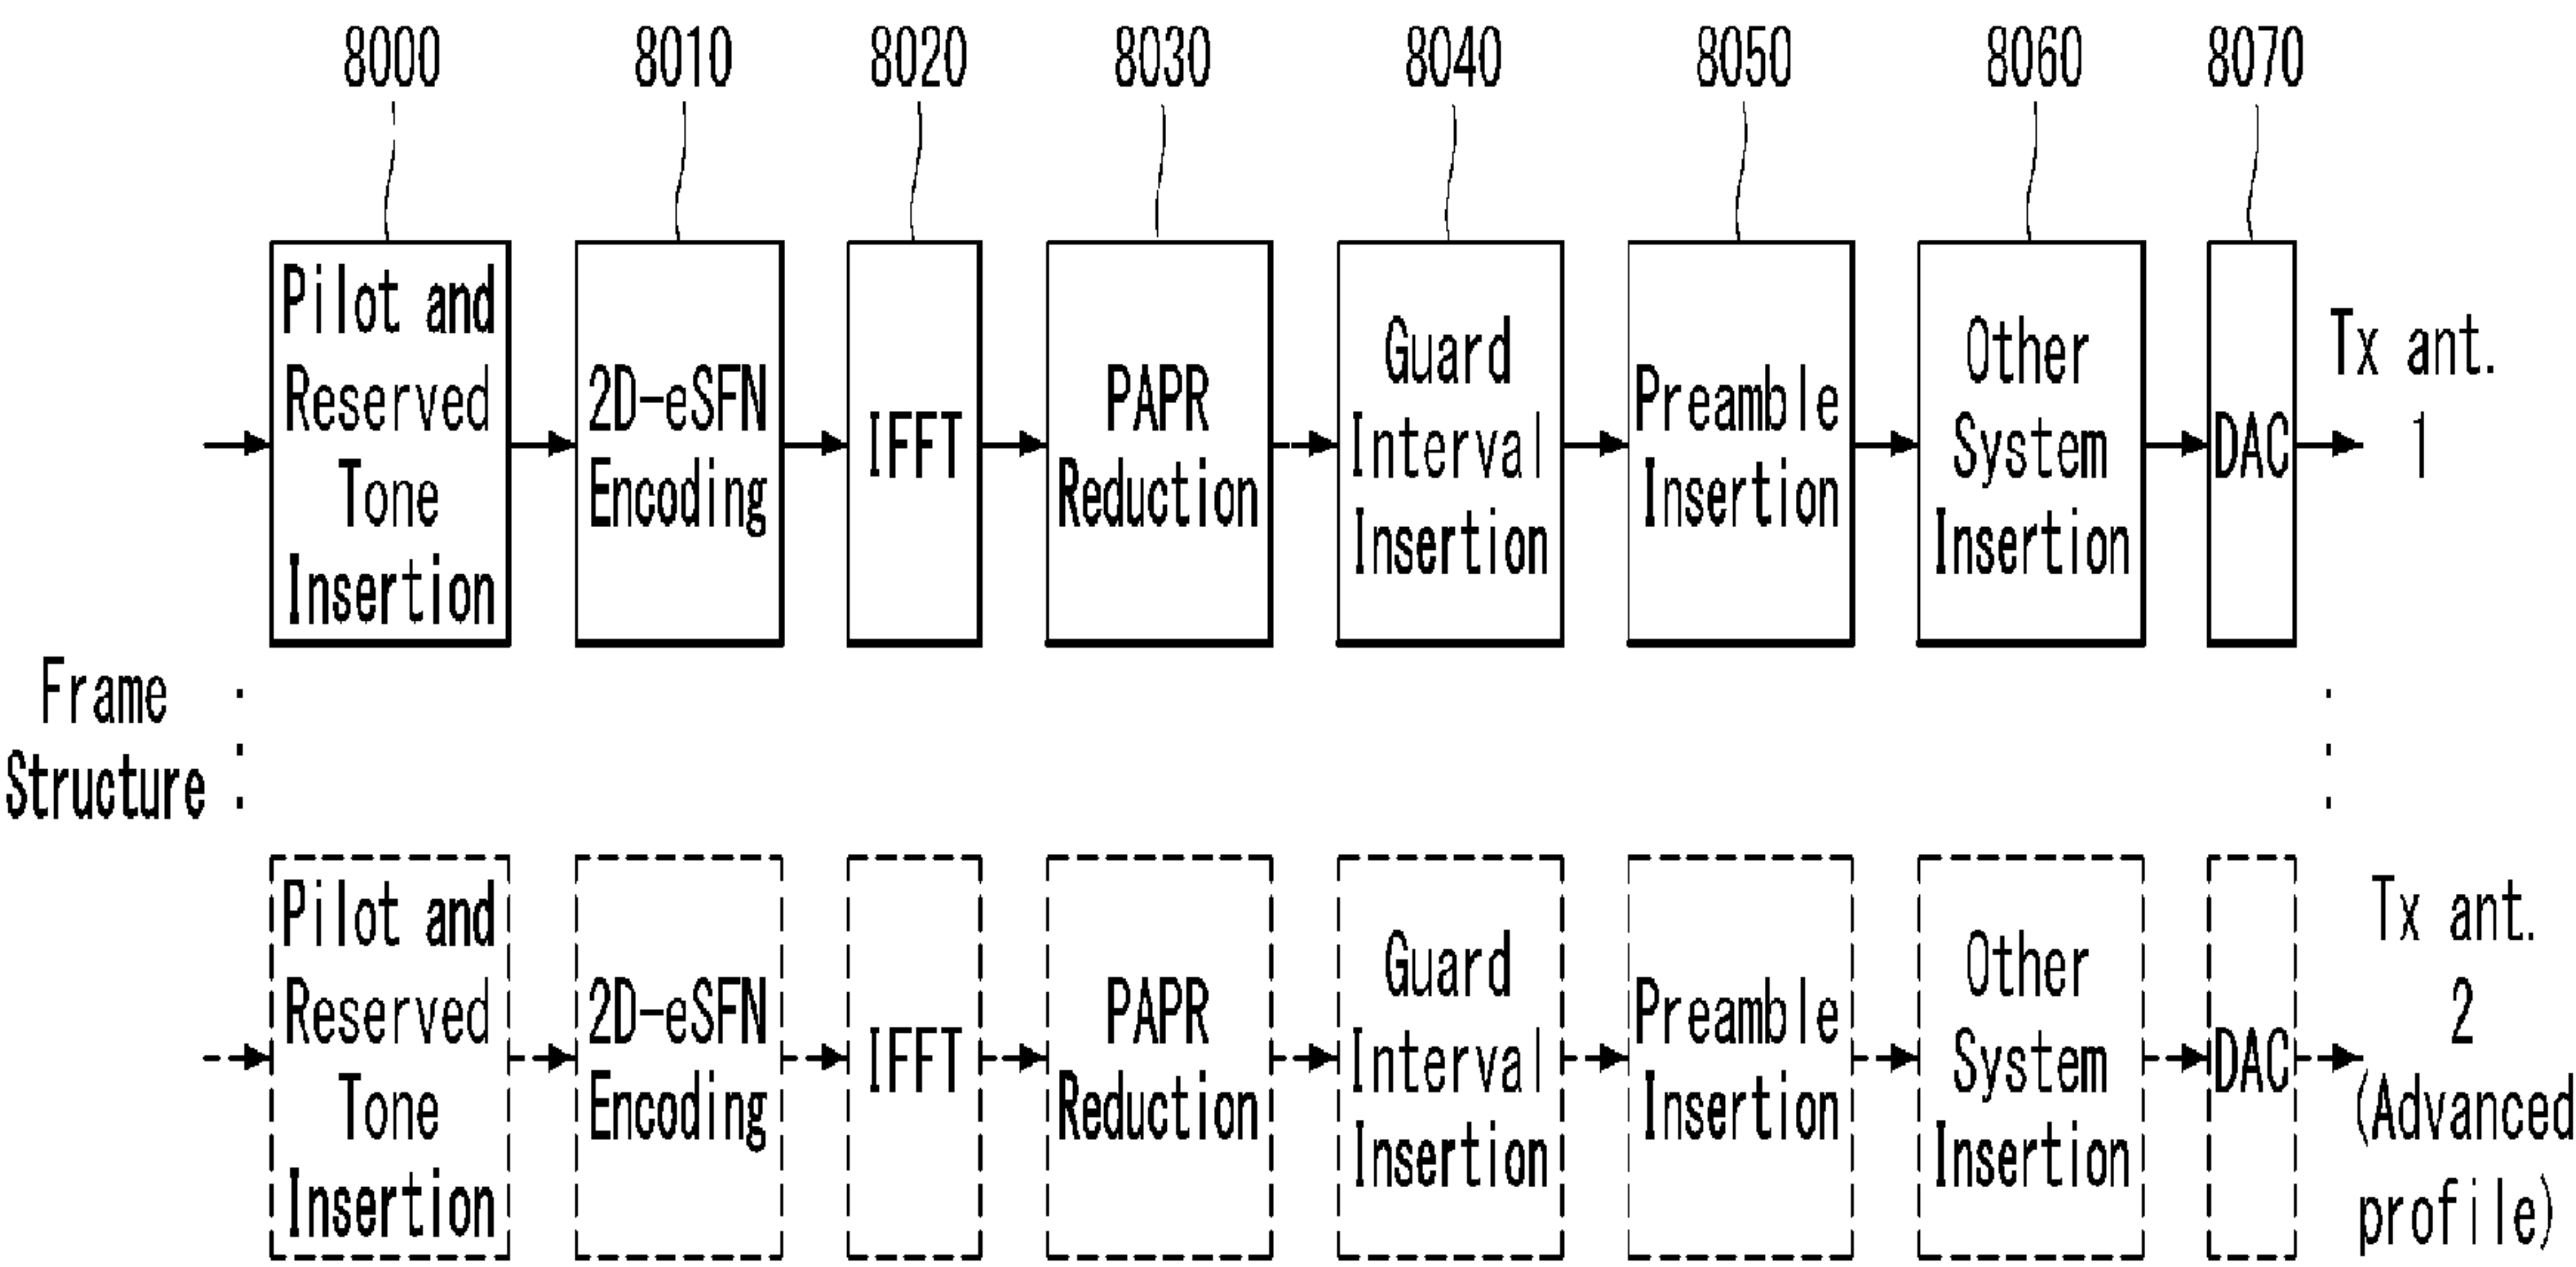 8000 8010 8020 8030 8040 8050 8060 8070
Pilot and
Reserved
Tone
Insertion
2D-eSFN
Encoding
IFFT
PAPR
Reduction
Guard
Interval
Insertion
Preamble
Insertion
Other
System
Insertion
DAC
Tx ant.
1
Frame
Structure
Pilot and
Reserved
Tone
Insertion
2D-eSFN
Encoding
IFFT
PAPR
Reduction
Guard
Interval
Insertion
Preamble
Insertion
Other
System
Insertion
DAC
Tx ant.
2
(Advanced
profile)